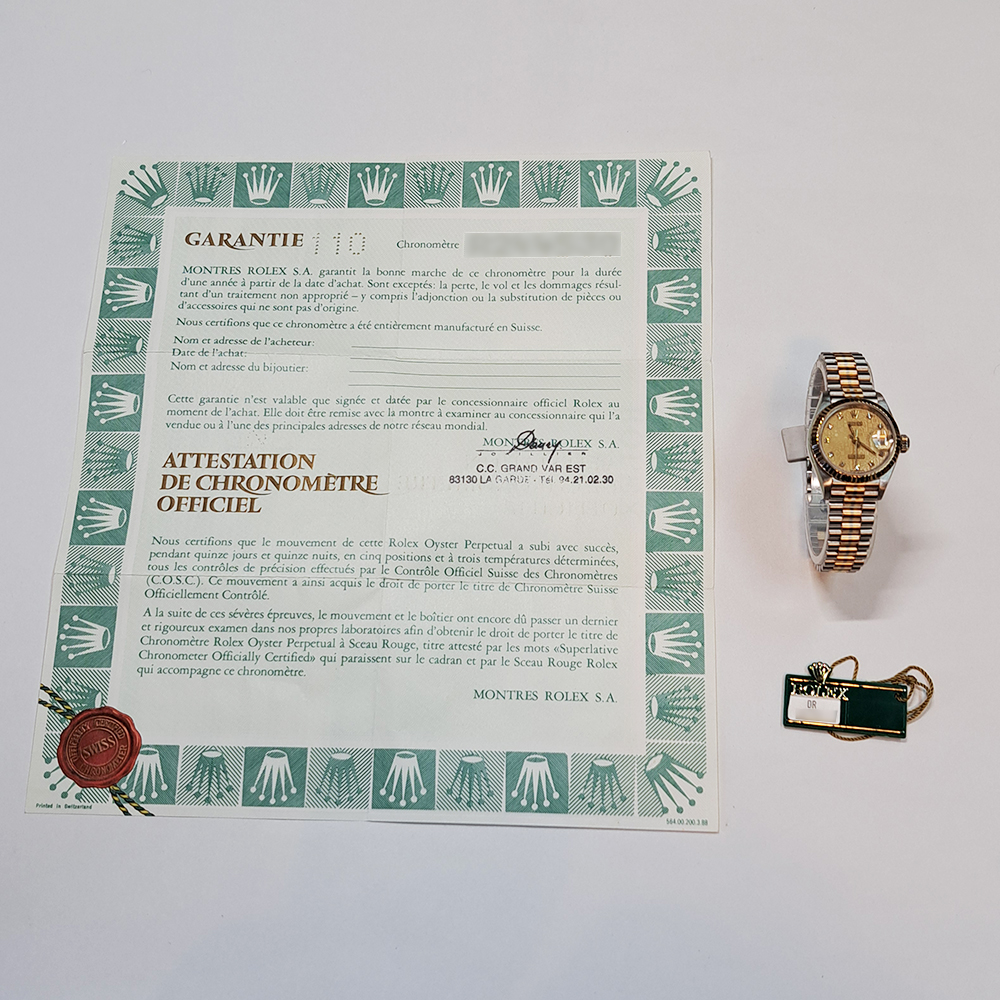 GARANTIE 110 Chronomètre
MONTRES ROLEX S.A. garantit la bonne marche de ce chronomètre pour la durée
d'une année à partir de la date d'achat. Sont exceptés: la perte, le vol et les dommages résul-
tant d'un traitement non approprié – y compris l'adjonction ou la substitution de pièces ou
d'accessoires qui ne sont pas d'origine.
Nous certifions que ce chronomètre a été entièrement manufacturé en Suisse.
Nom et adresse de l'acheteur:
Date de l'achat:
Nom et adresse du bijoutier:
Cette garantie n'est valable que signée et datée par le concessionnaire officiel Rolex au
moment de l'achat. Elle doit être remise avec la montre à examiner au concessionnaire qui l'a
vendue ou à l'une des principales adresses de notre réseau mondial.
MONTRES ROLEX S.A.
JOAILLIER
C.C. GRAND VAR EST
83130 LA GARDE - Tél. 94.21.02.30
ATTESTATION
DE CHRONOMÈTRE
OFFICIEL
Nous certifions que le mouvement de cette Rolex Oyster Perpetual a subi avec succès,
pendant quinze jours et quinze nuits, en cinq positions et à trois températures déterminées,
tous les contrôles de précision effectués par le Contrôle Officiel Suisse des Chronomètres
(C.O.S.C.). Ce mouvement a ainsi acquis le droit de porter le titre de Chronomètre Suisse
Officiellement Contrôlé.
A la suite de ces sévères épreuves, le mouvement et le boîtier ont encore dû passer un dernier
et rigoureux examen dans nos propres laboratoires afin d'obtenir le droit de porter le titre de
Chronomètre Rolex Oyster Perpetual à Sceau Rouge, titre attesté par les mots «Superlative
Chronometer Officially Certified» qui paraissent sur le cadran et par le Sceau Rouge Rolex
qui accompagne ce chronomètre.
MONTRES ROLEX S.A.
OFFICIALLY CERTIFIED
SWISS
CHRONOMETER
Printed in Switzerland
564.00.200.3.88
ROLEX
OR